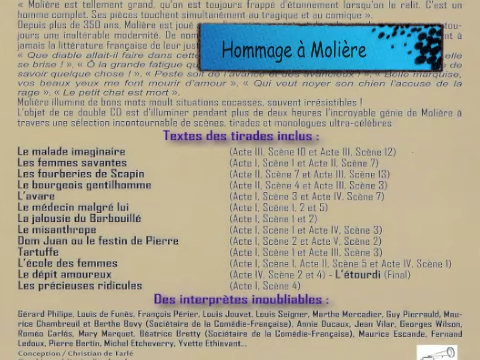 « Molière est tellement grand, qu'on est toujours frappé d'étonnement lorsqu'on le relit. C'est un
homme complet. Ses pièces touchent simultanément au tragique et au comique ».
Depuis plus de 350 ans, Molière est joué
jours une inaltérable modernité. De nom
jamais la littérature française de leur just
« Que diable allait-il faire dans cette
se brise ! », « Ô la grande fatigue q
savoir quelque chose ! », « Peste soit de l'avarice et des avaricieux ! », « Belle marquise,
vos beaux yeux me font mourir d'amour », « Qui veut noyer son chien l'accuse de la
rage », « Le petit chat est mort ».
Hommage à Molière
Molière illumine de bons mots moult situations cocasses, souvent irrésistibles !
L'objet de ce double CD est d'illuminer pendant plus de deux heures l'incroyable génie de Molière à
travers une sélection incontournable de scènes, tirades et monologues ultra-célèbres
Textes des tirades inclus :
Le malade imaginaire (Acte III, Scène 10 et Acte III, Scène 12)
Les femmes savantes (Acte I, Scène 1 et Acte II, Scène 7)
Les fourberies de Scapin (Acte II, Scène 7 et Acte III, Scène 13)
Le bourgeois gentilhomme (Acte II, Scène 4 et Acte III, Scène 3)
L'avare (Acte I, Scène 3 et Acte IV, Scène 7)
Le médecin malgré lui (Acte I, Scènes 1, 2 et 5)
La jalousie du Barbouillé (Acte I, Scène 1 et 2)
Le misanthrope (Acte I, Scène 1 et Acte IV, Scène 3)
Dom Juan ou le festin de Pierre (Acte I, Scène 2 et Acte IV, Scène 3)
Tartuffe (Acte I, Scène 1 et Acte III, Scène 3)
L'école des femmes (Acte I, Scène 1, Acte II, Scène 5 et Acte IV, Scène 1)
Le dépit amoureux (Acte IV, Scène 2 et 4) - L'étourdi (Final)
Les précieuses ridicules (Acte I, Scène 4)
Des interprètes inoubliables :
Gérard Philipe, Louis de Funès, François Périer, Louis Jouvet, Louis Seigner, Marthe Mercadier, Guy Pierrauld, Mau-
rice Chambreuil et Berthe Bovy (Sociétaire de la Comédie-Française), Annie Ducaux, Jean Vilar, Georges Wilson,
Roméo Carlès, Mary Marquet, Béatrice Bretty (Sociétaire de la Comédie-Française), Maurice Escande, Fernand
Ledoux, Pierre Bertin, Michel Etcheverry, Yvette Ethievant...
Conception / Christian de Tarlé